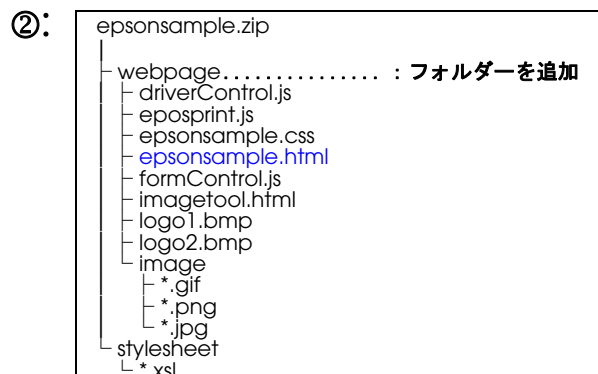 ②:
epsonsample.zip
webpage............... : フォルダーを追加
driverControl.js
eposprint.js
epsonsample.css
epsonsample.html
formControl.js
imagetool.html
logo1.bmp
logo2.bmp
image
*.gif
*.png
*.jpg
stylesheet
*.xsl